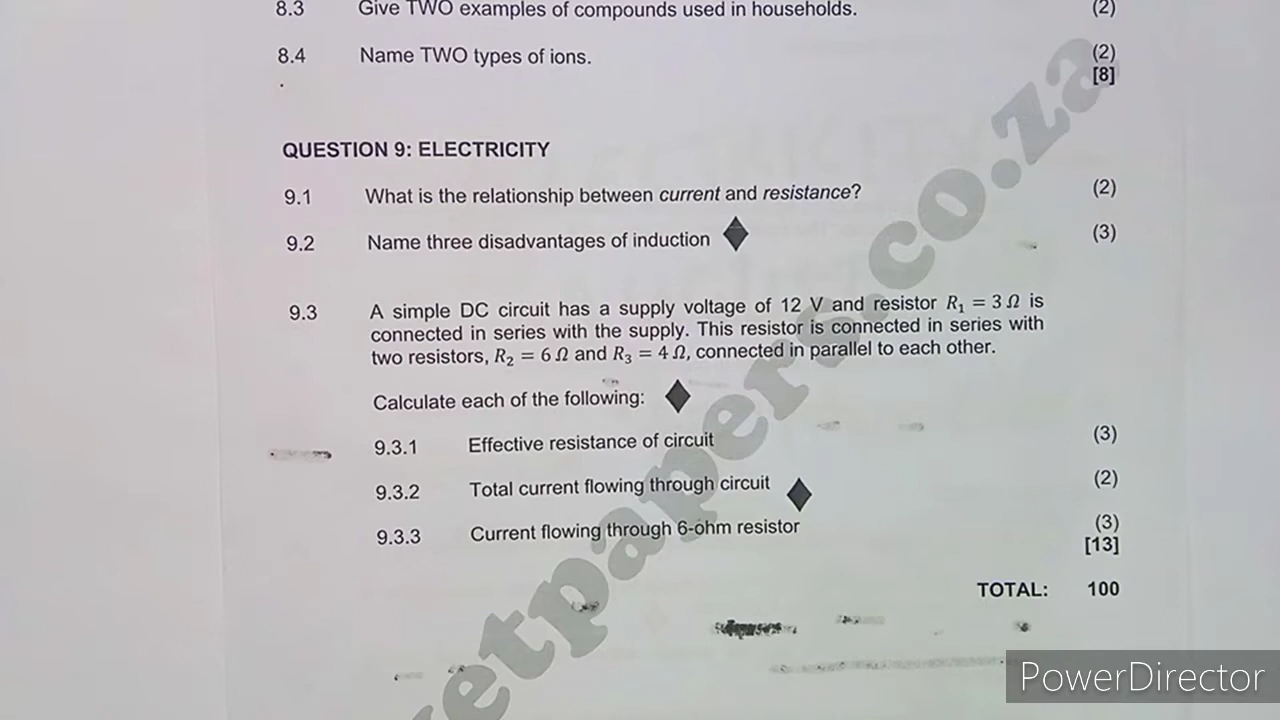 8.3 Give TWO examples of compounds used in households. (2)
8.4 Name TWO types of ions. (2)
[8]
QUESTION 9: ELECTRICITY
9.1 What is the relationship between current and resistance? (2)
9.2 Name three disadvantages of induction (3)
9.3 A simple DC circuit has a supply voltage of 12 V and resistor R₁ = 3 Ω is
connected in series with the supply. This resistor is connected in series with
two resistors, R₂ = 6 Ω and R₃ = 4 Ω, connected in parallel to each other.
Calculate each of the following:
9.3.1 Effective resistance of circuit (3)
9.3.2 Total current flowing through circuit (2)
9.3.3 Current flowing through 6-ohm resistor (3)
[13]
TOTAL: 100
etpapers.co.za
PowerDirector